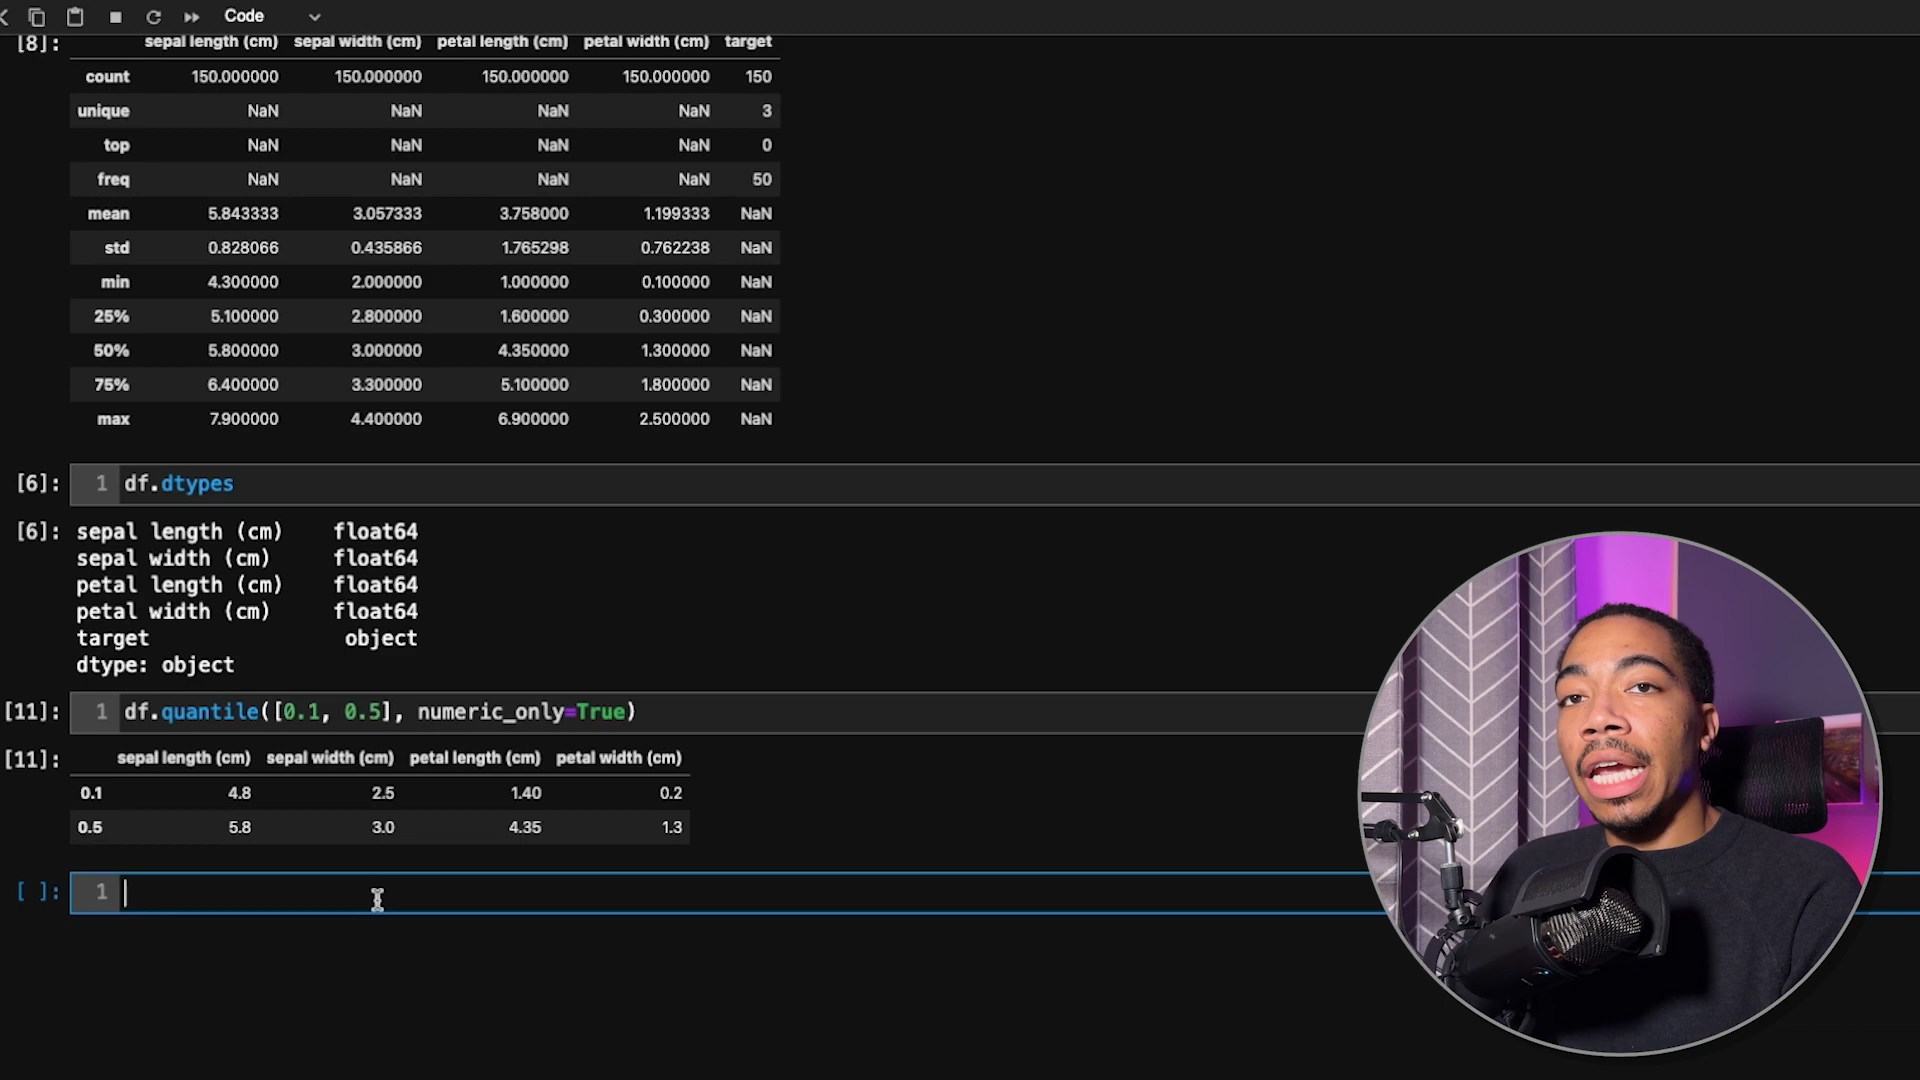 Code
[8]: sepal length (cm) sepal width (cm) petal length (cm) petal width (cm) target
count 150.000000 150.000000 150.000000 150.000000 150
unique NaN NaN NaN NaN 3
top NaN NaN NaN NaN 0
freq NaN NaN NaN NaN 50
mean 5.843333 3.057333 3.758000 1.199333 NaN
std 0.828066 0.435866 1.765298 0.762238 NaN
min 4.300000 2.000000 1.000000 0.100000 NaN
25% 5.100000 2.800000 1.600000 0.300000 NaN
50% 5.800000 3.000000 4.350000 1.300000 NaN
75% 6.400000 3.300000 5.100000 1.800000 NaN
max 7.900000 4.400000 6.900000 2.500000 NaN
[6]: 1 df.dtypes
[6]: sepal length (cm) float64
sepal width (cm) float64
petal length (cm) float64
petal width (cm) float64
target object
dtype: object
[11]: 1 df.quantile([0.1, 0.5], numeric_only=True)
[11]: sepal length (cm) sepal width (cm) petal length (cm) petal width (cm)
0.1 4.8 2.5 1.40 0.2
0.5 5.8 3.0 4.35 1.3
[ ]: 1